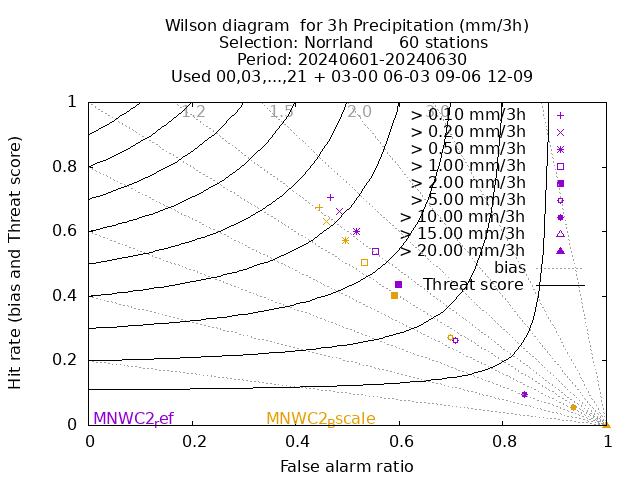 Wilson diagram for 3h Precipitation (mm/3h)
Selection: Norrland 60 stations
Period: 20240601-20240630
Used 00,03,...,21 + 03-00 06-03 09-06 12-09
Hit rate (bias and Threat score)
1
0.8
0.6
0.4
0.2
0
1.2 1.5 2.0 3.0
> 0.10 mm/3h
> 0.20 mm/3h
> 0.50 mm/3h
> 1.00 mm/3h
> 2.00 mm/3h
> 5.00 mm/3h
> 10.00 mm/3h
> 15.00 mm/3h
> 20.00 mm/3h
bias
Threat score
MNWC2ref MNWC2Bscale
0 0.2 0.4 0.6 0.8 1
False alarm ratio